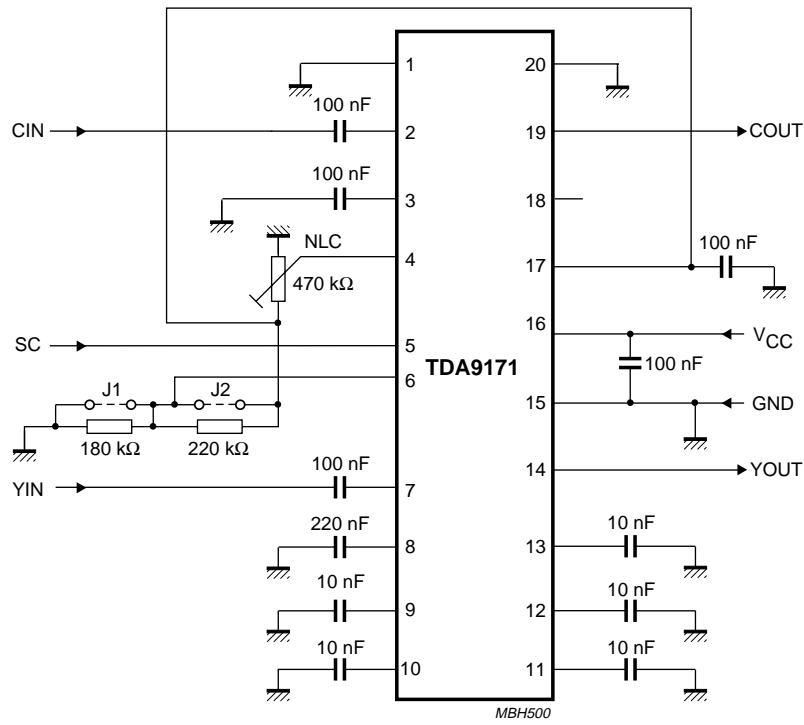 1
20
100 nF
CIN
2
19
COUT
100 nF
3
18
NLC
4
100 nF
17
470 kΩ
16
VCC
SC
5
TDA9171
100 nF
6
J1
J2
15
GND
180 kΩ
220 kΩ
100 nF
14
YOUT
YIN
7
220 nF
10 nF
8
13
10 nF
10 nF
9
12
10 nF
10 nF
10
11
MBH500